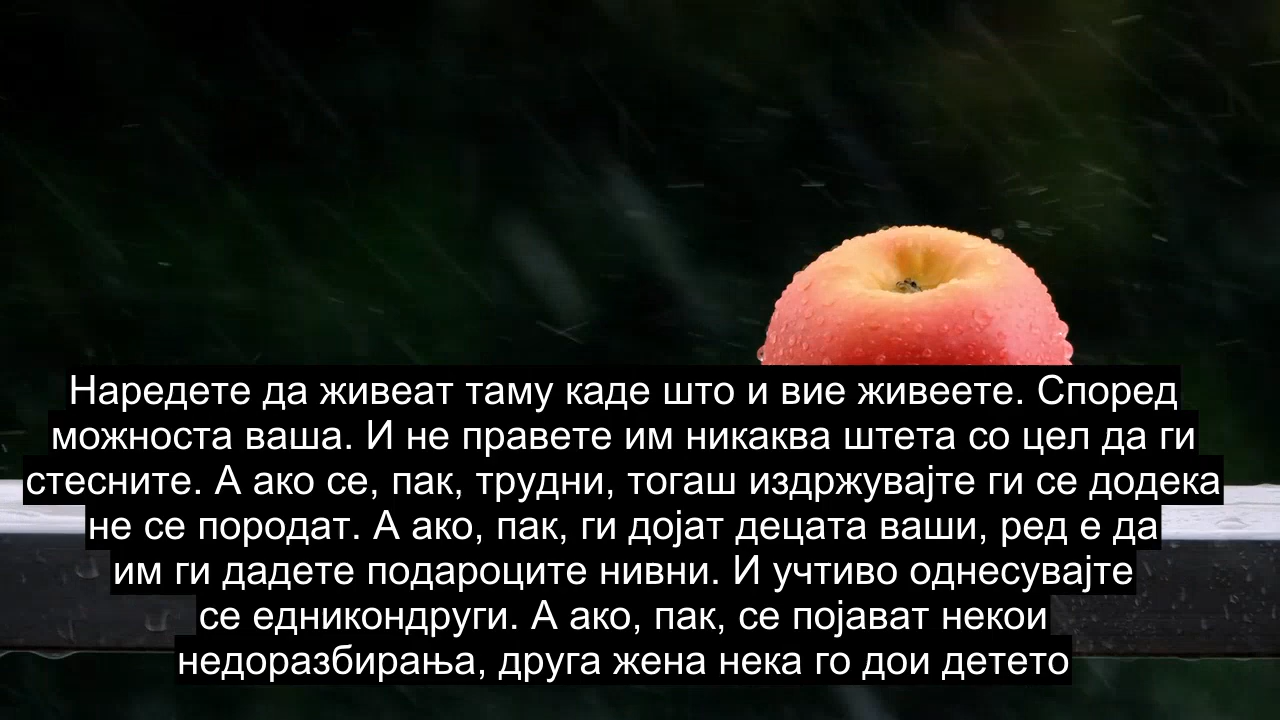 Наредете да живеат таму каде што и вие живеете. Според
можноста ваша. И не правете им никаква штета со цел да ги
стесните. А ако се, пак, трудни, тогаш издржувајте ги се додека
не се породат. А ако, пак, ги дојат децата ваши, ред е да
им ги дадете подароците нивни. И учтиво однесувајте
се едникондруги. А ако, пак, се појават некои
недоразбирања, друга жена нека го дои детето